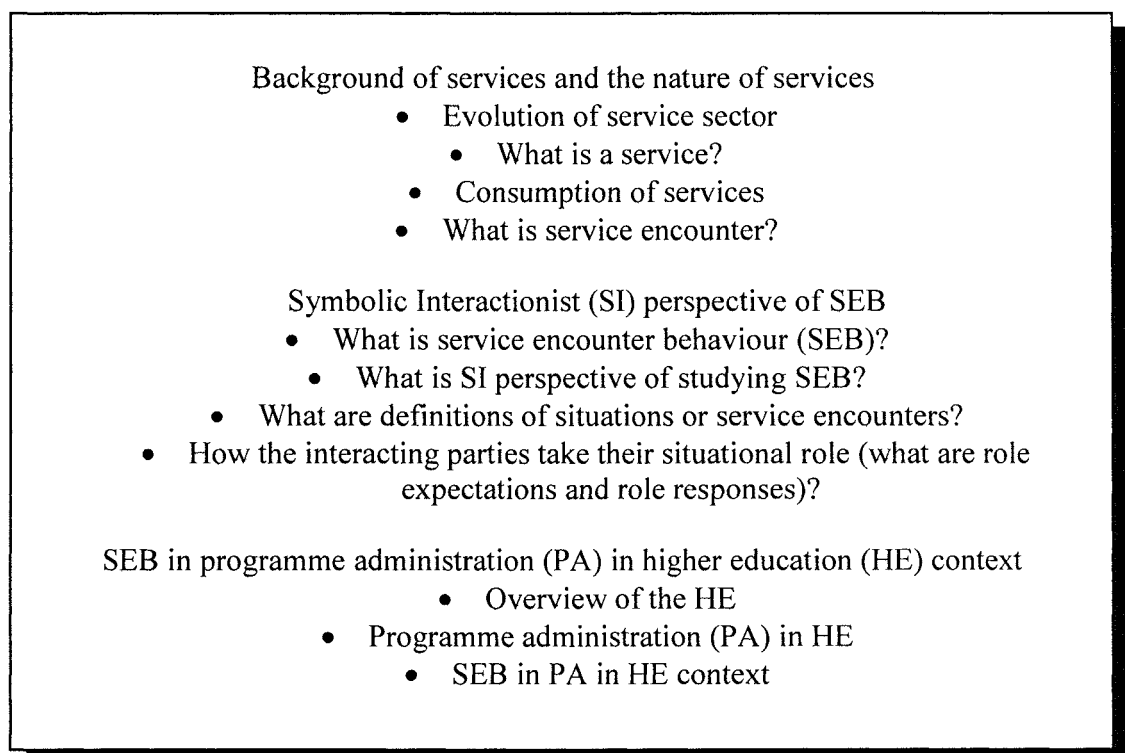 Background of services and the nature of services
• Evolution of service sector
• What is a service?
• Consumption of services
• What is service encounter?
Symbolic Interactionist (SI) perspective of SEB
• What is service encounter behaviour (SEB)?
• What is SI perspective of studying SEB?
• What are definitions of situations or service encounters?
• How the interacting parties take their situational role (what are role
expectations and role responses)?
SEB in programme administration (PA) in higher education (HE) context
• Overview of the HE
• Programme administration (PA) in HE
• SEB in PA in HE context